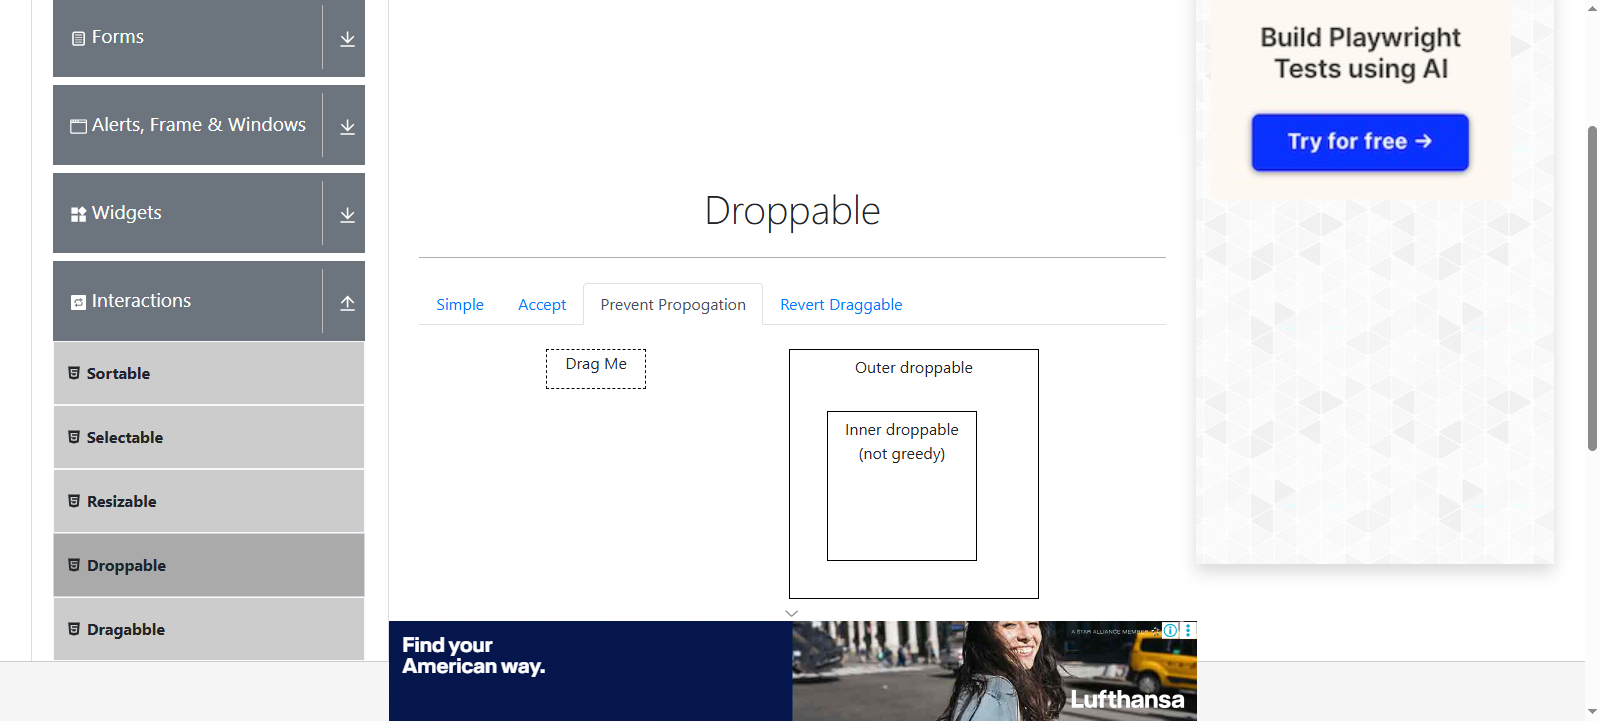 Forms
Alerts, Frame & Windows
Widgets
Interactions
Sortable
Selectable
Resizable
Droppable
Dragabble
Droppable
Simple
Accept
Prevent Propogation
Revert Draggable
Drag Me
Outer droppable
Inner droppable
(not greedy)
Build Playwright
Tests using AI
Try for free →
Find your
American way.
A STAR ALLIANCE MEMBER
Lufthansa